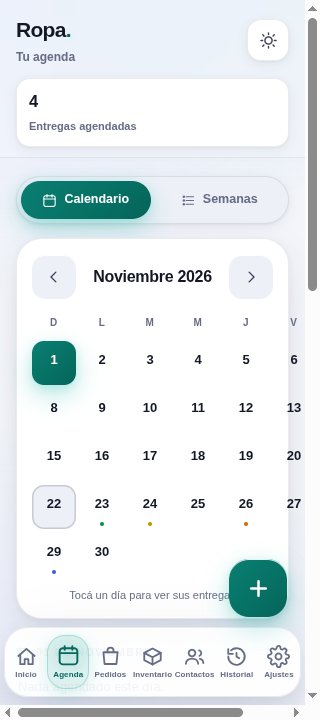 Ropa.
Tu agenda
4
Entregas agendadas
Calendario Semanas
Noviembre 2026
D L M M J V
1 2 3 4 5 6
8 9 10 11 12 13
15 16 17 18 19 20
22 23 24 25 26 27
29 30
Tocá un día para ver sus entrega
Inicio Agenda Pedidos Inventario Contactos Historial Ajustes